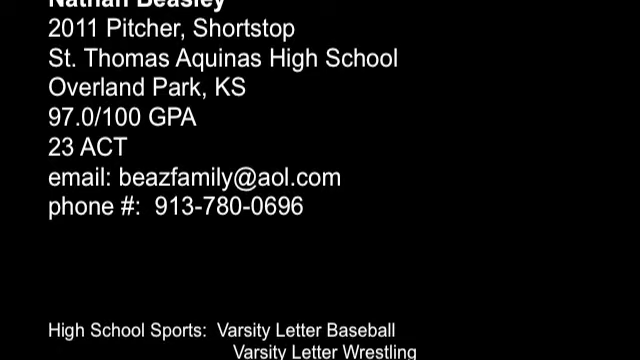 Nathan Beasley
2011 Pitcher, Shortstop
St. Thomas Aquinas High School
Overland Park, KS
97.0/100 GPA
23 ACT
email: beazfamily@aol.com
phone #: 913-780-0696
High School Sports: Varsity Letter Baseball
Varsity Letter Wrestling